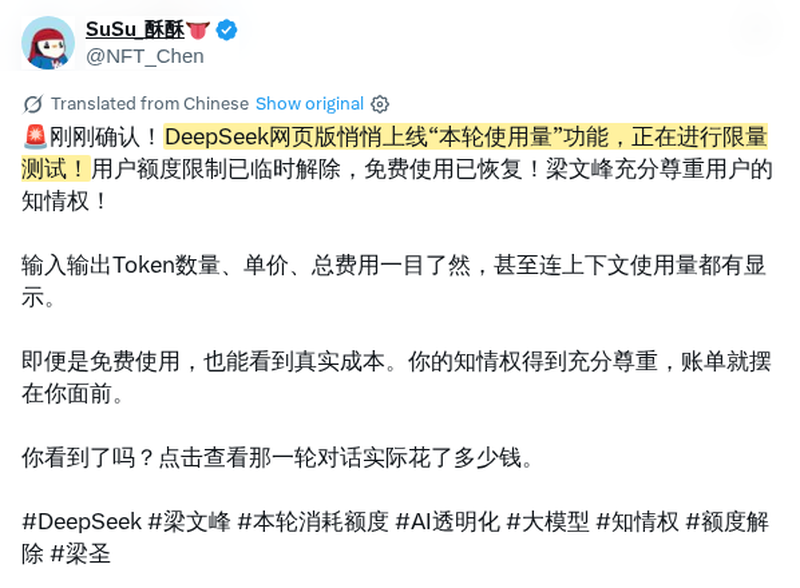 SuSu_酥酥👅
@NFT_Chen
Translated from Chinese Show original
🚨刚刚确认！DeepSeek网页版悄悄上线“本轮使用量”功能，正在进行限量
测试！用户额度限制已临时解除，免费使用已恢复！梁文峰充分尊重用户的
知情权！
输入输出Token数量、单价、总费用一目了然，甚至连上下文使用量都有显
示。
即便是免费使用，也能看到真实成本。你的知情权得到充分尊重，账单就摆
在你面前。
你看到了吗？点击查看那一轮对话实际花了多少钱。
#DeepSeek #梁文峰 #本轮消耗额度 #AI透明化 #大模型 #知情权 #额度解
除 #梁圣